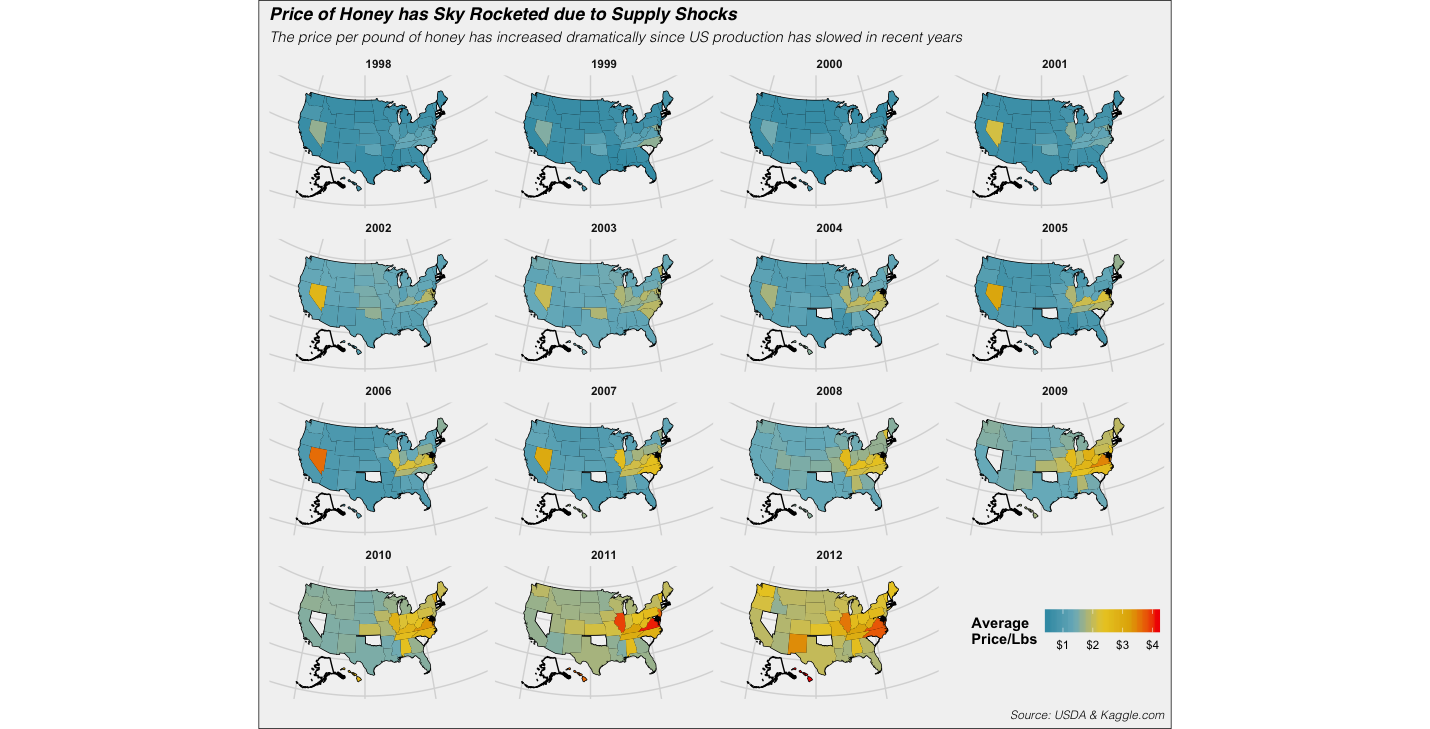 Price of Honey has Sky Rocketed due to Supply Shocks
The price per pound of honey has increased dramatically since US production has slowed in recent years
1998 1999 2000 2001
2002 2003 2004 2005
2006 2007 2008 2009
2010 2011 2012
Average
Price/Lbs
$1 $2 $3 $4
Source: USDA & Kaggle.com